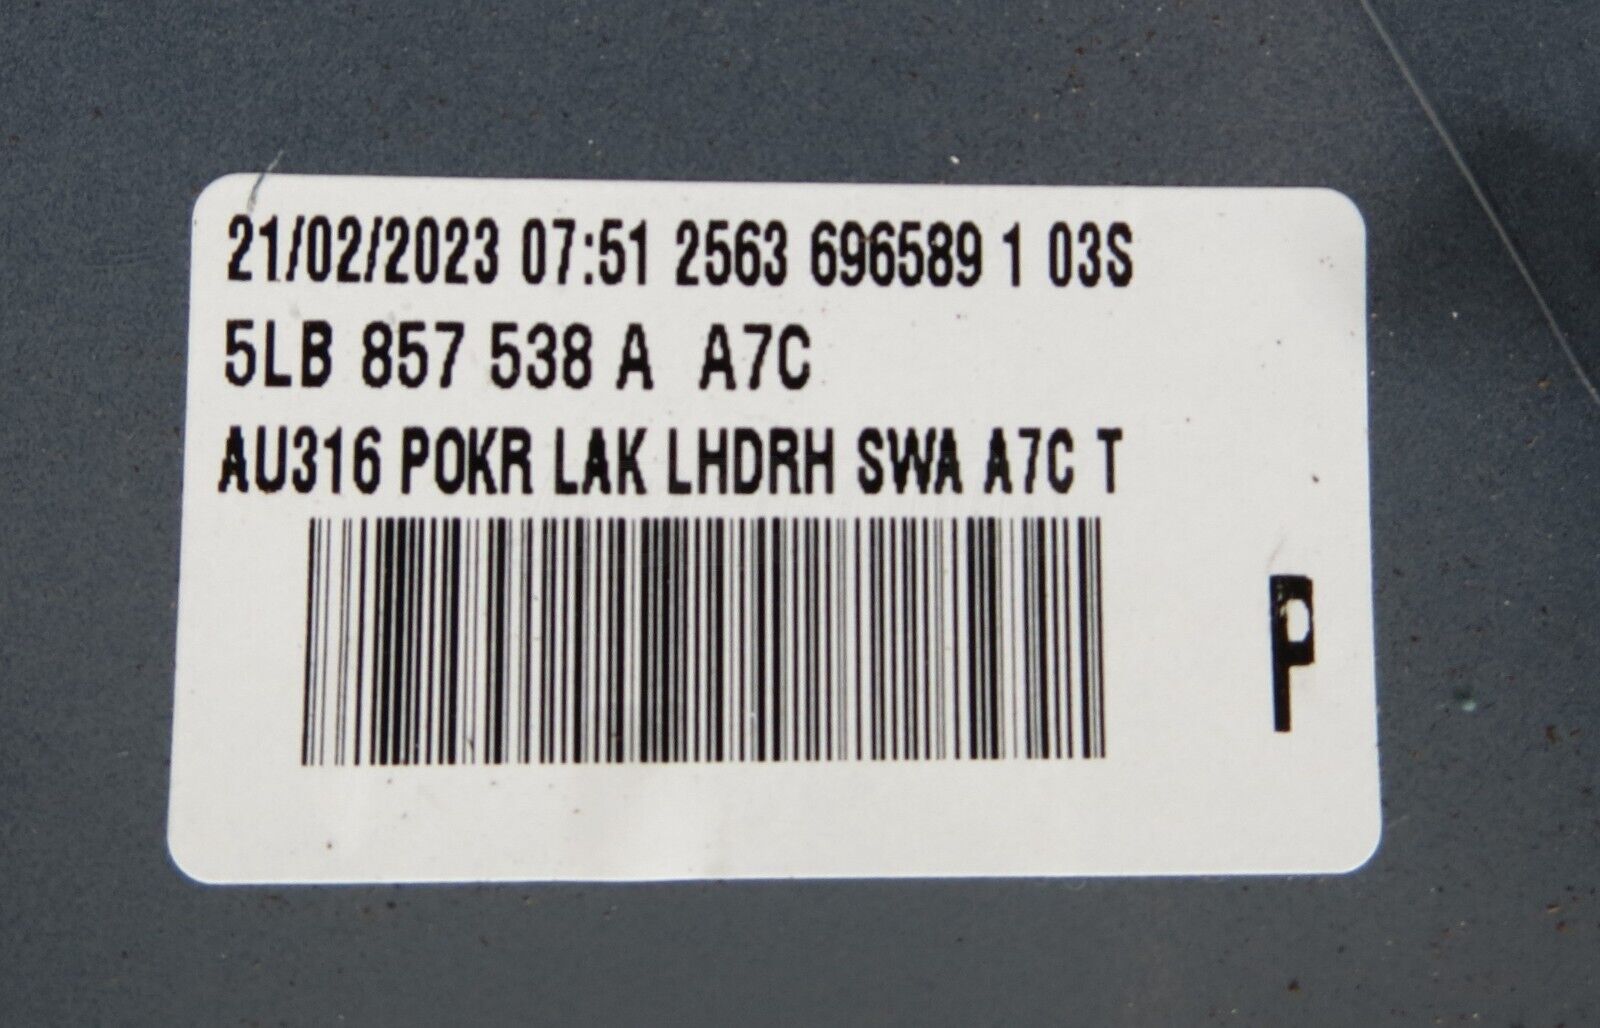 21/02/2023 07:51 2563 696589 1 03S
5LB 857 538 A A7C
AU316 POKR LAK LHDRH SWA A7C T
P